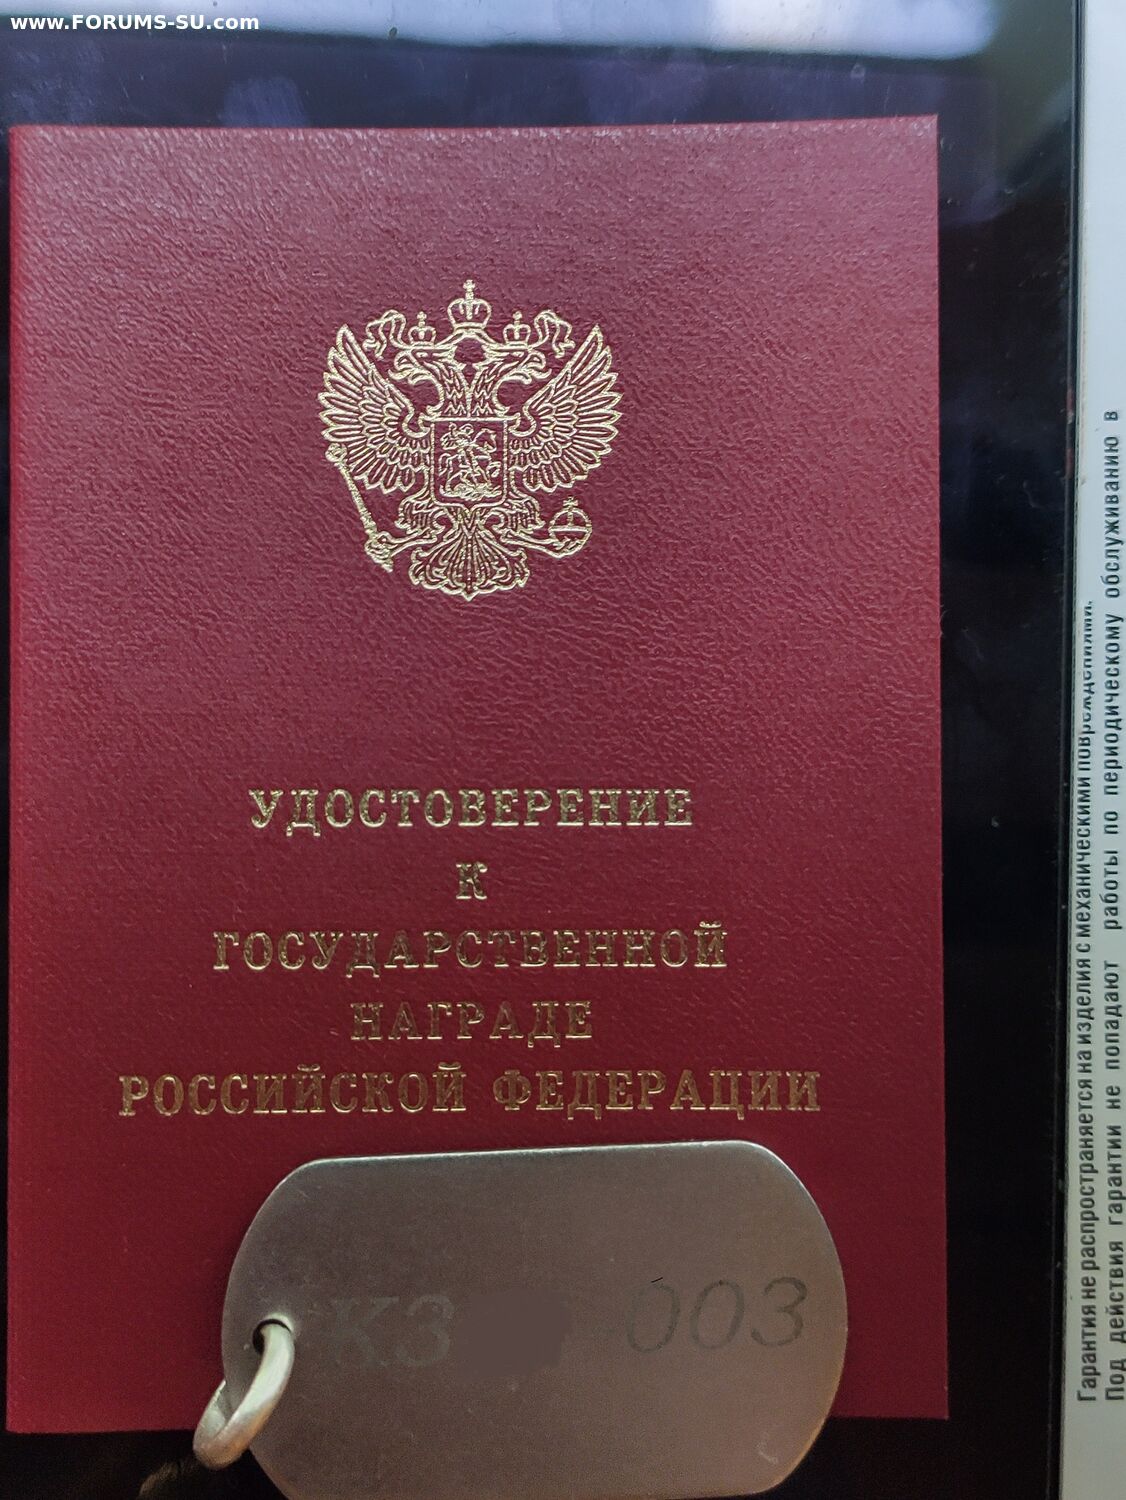 www.FORUMS-SU.com
УДОСТОВЕРЕНИЕ
К
ГОСУДАРСТВЕННОЙ
НАГРАДЕ
РОССИЙСКОЙ ФЕДЕРАЦИИ
КЗ 003
Гарантия не распространяется на изделия с механическими повреждениями.
Под действия гарантии не попадают работы по периодическому обслуживанию в